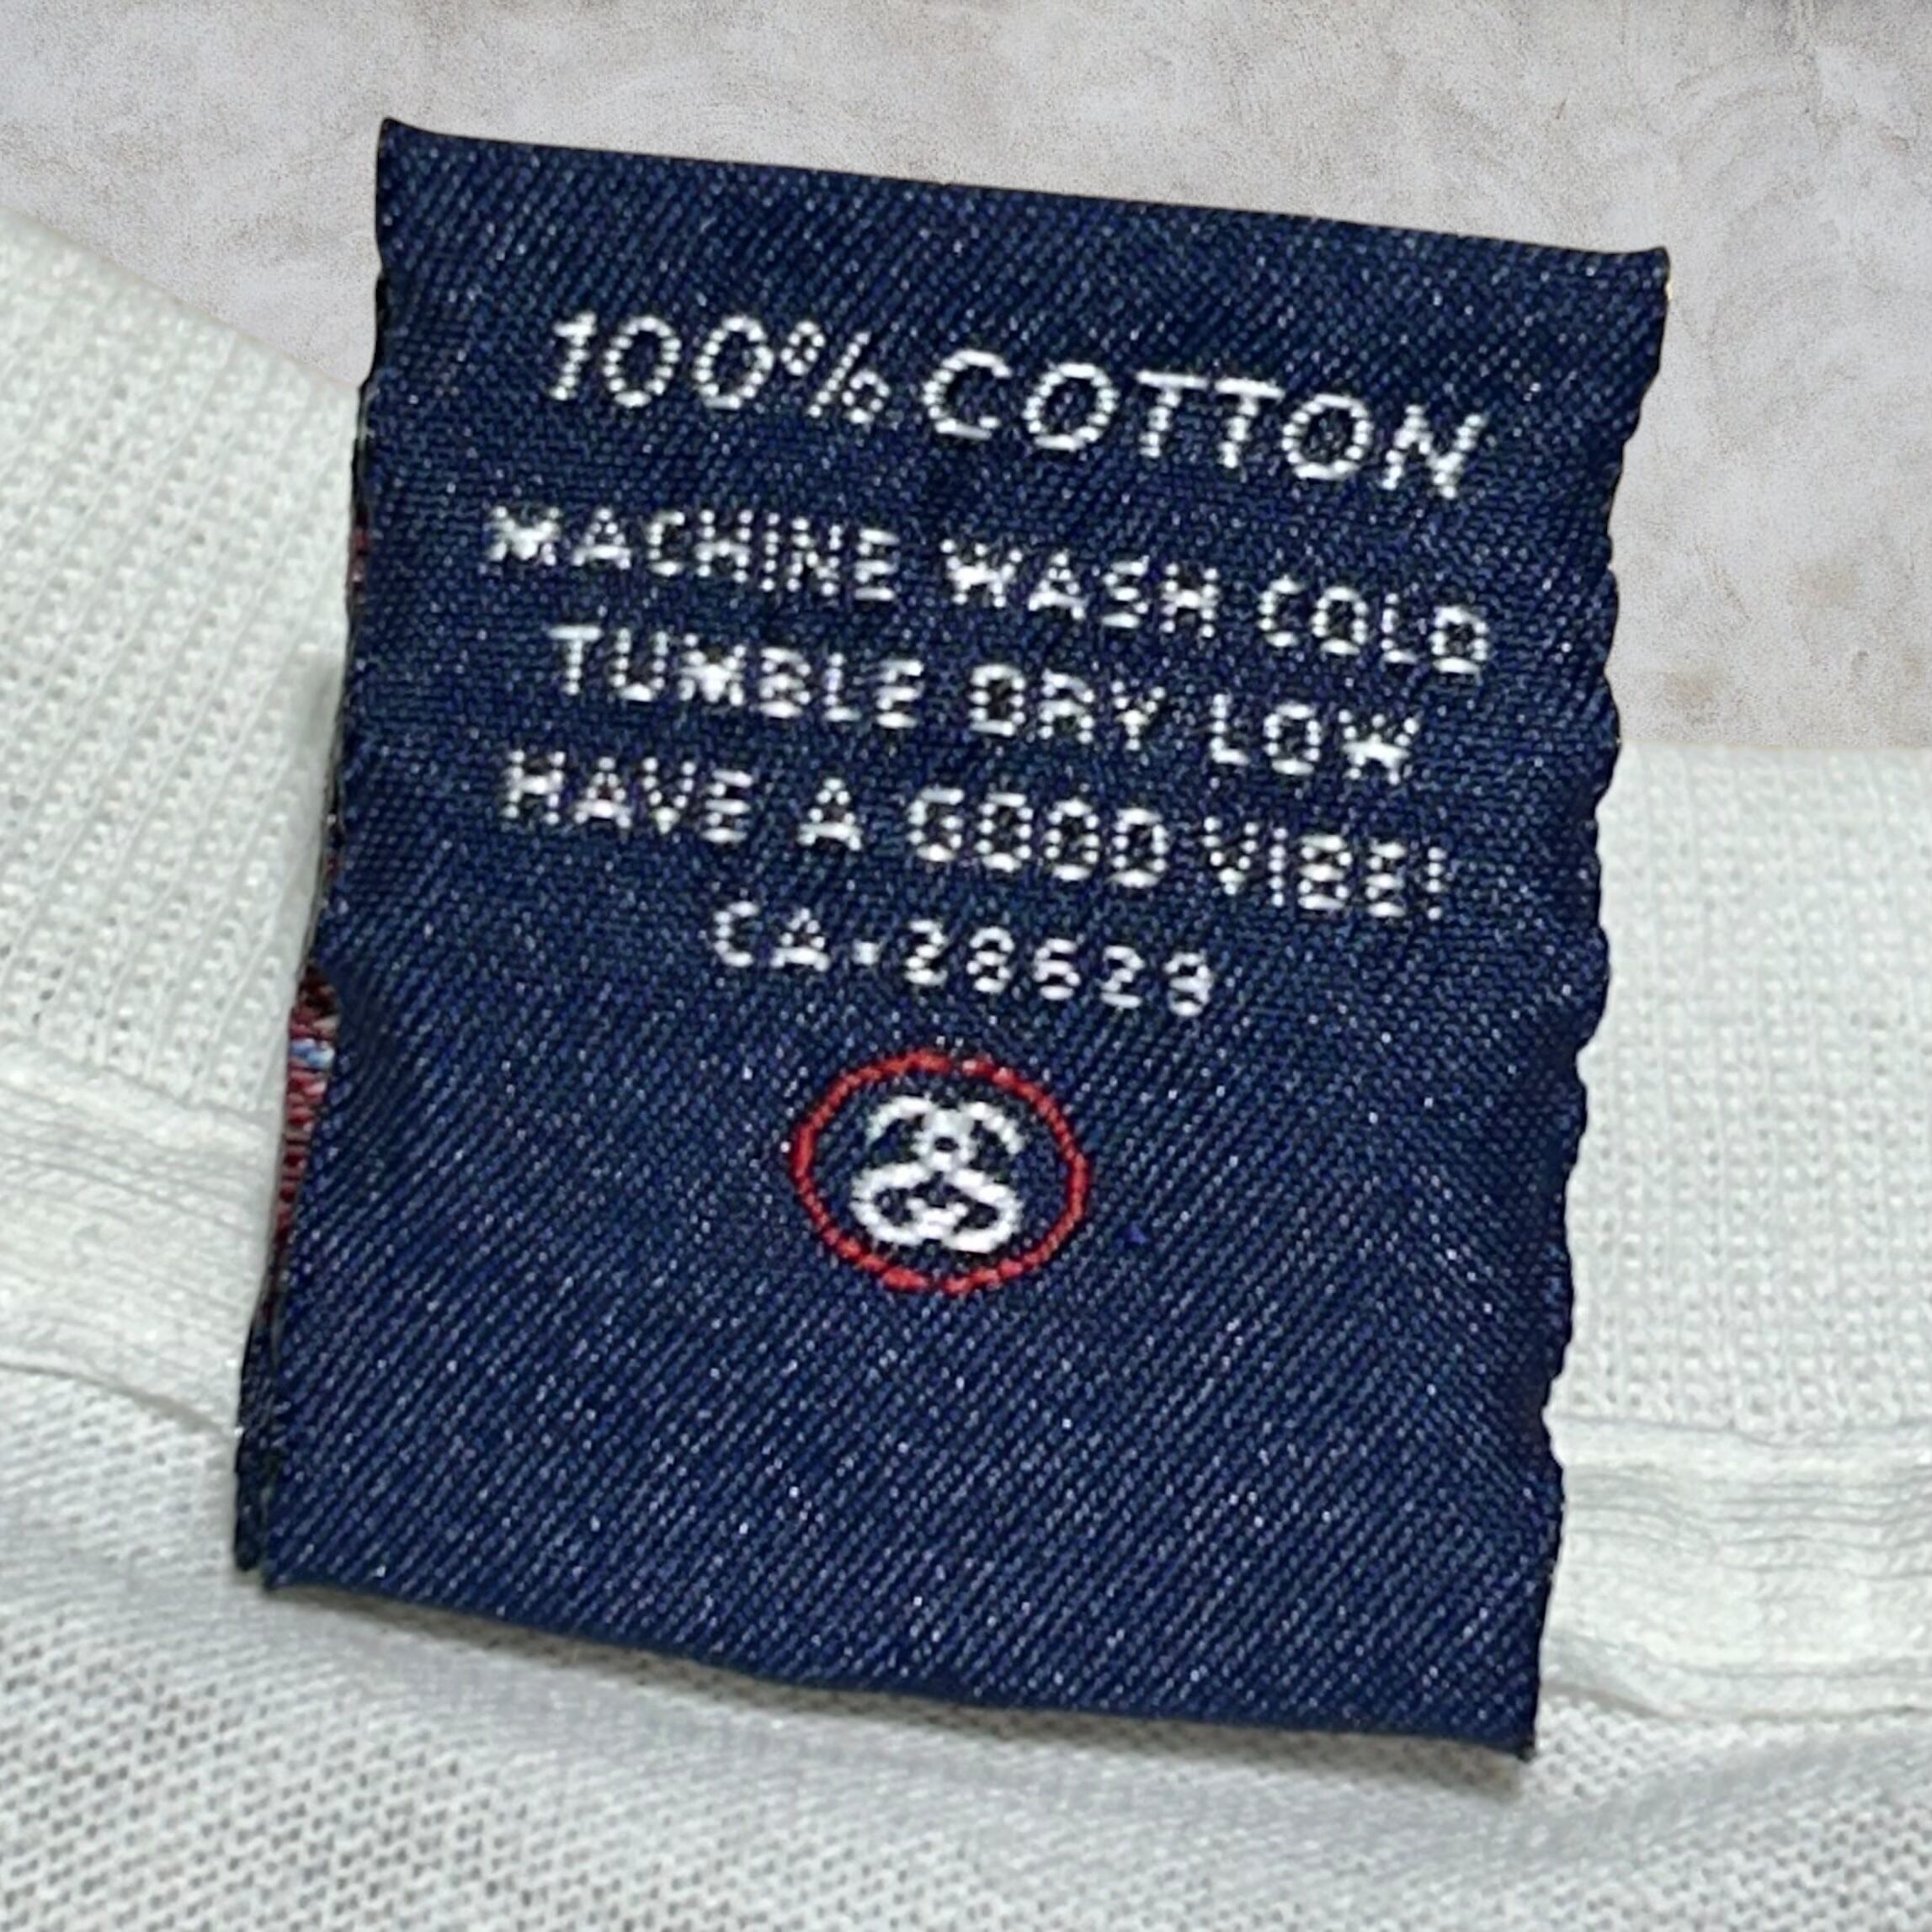 100% COTTON
MACHINE WASH COLD
TUMBLE DRY LOW
HAVE A GOOD VIBE!
CA-28629